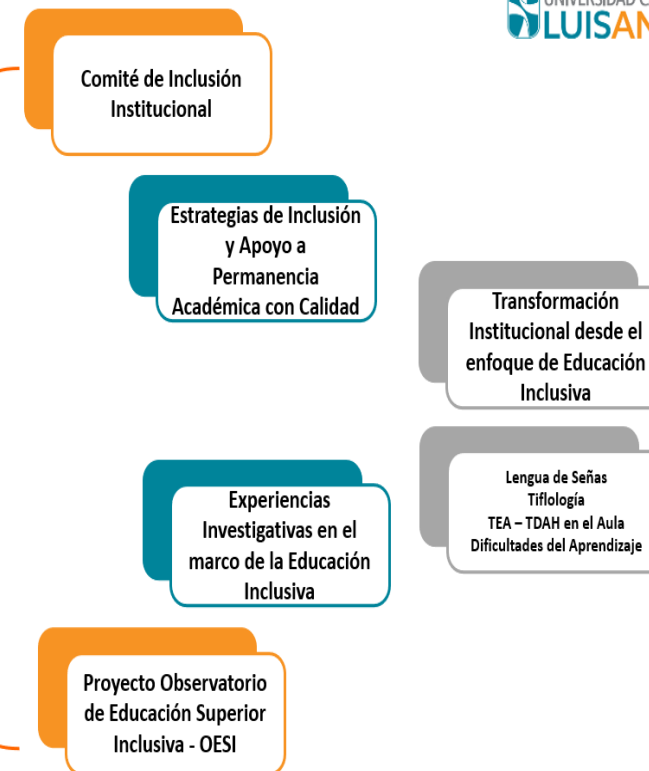 UNIVERSIDAD C
LUISAN
Comité de Inclusión
Institucional
Estrategias de Inclusión
y Apoyo a
Permanencia
Académica con Calidad
Transformación
Institucional desde el
enfoque de Educación
Inclusiva
Lengua de Señas
Tiflología
TEA – TDAH en el Aula
Dificultades del Aprendizaje
Experiencias
Investigativas en el
marco de la Educación
Inclusiva
Proyecto Observatorio
de Educación Superior
Inclusiva - OESI